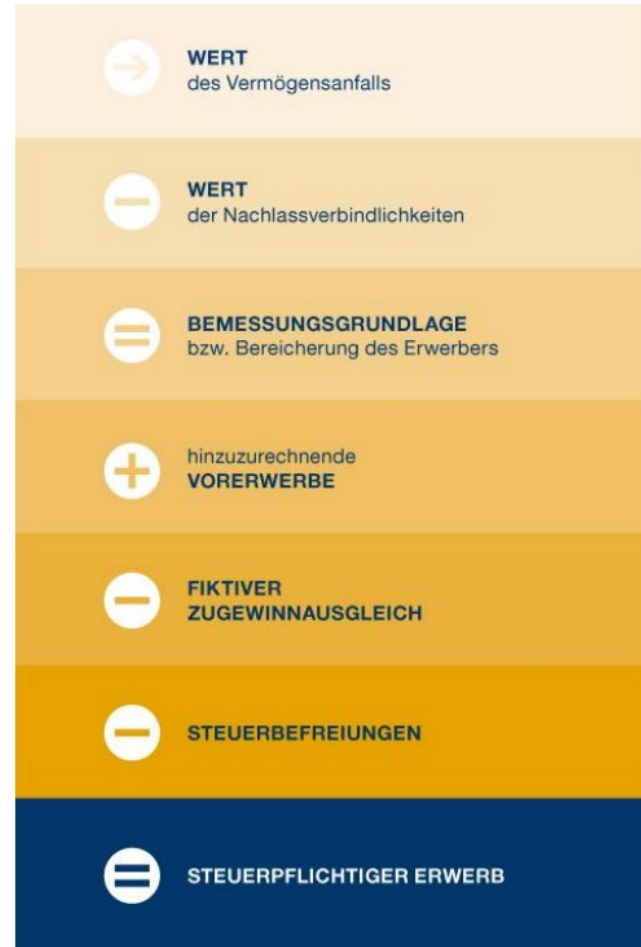 WERT
des Vermögensanfalls
WERT
der Nachlassverbindlichkeiten
BEMESSUNGSGRUNDLAGE
bzw. Bereicherung des Erwerbers
hinzuzurechnende
VORERWERBE
FIKTIVER
ZUGEWINNAUSGLEICH
STEUERBEFREIUNGEN
STEUERPFLICHTIGER ERWERB